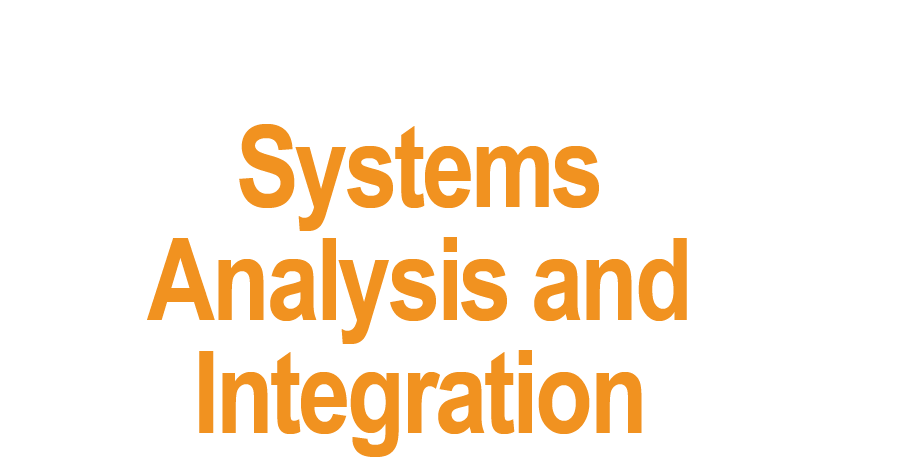 Systems
Analysis and
Integration